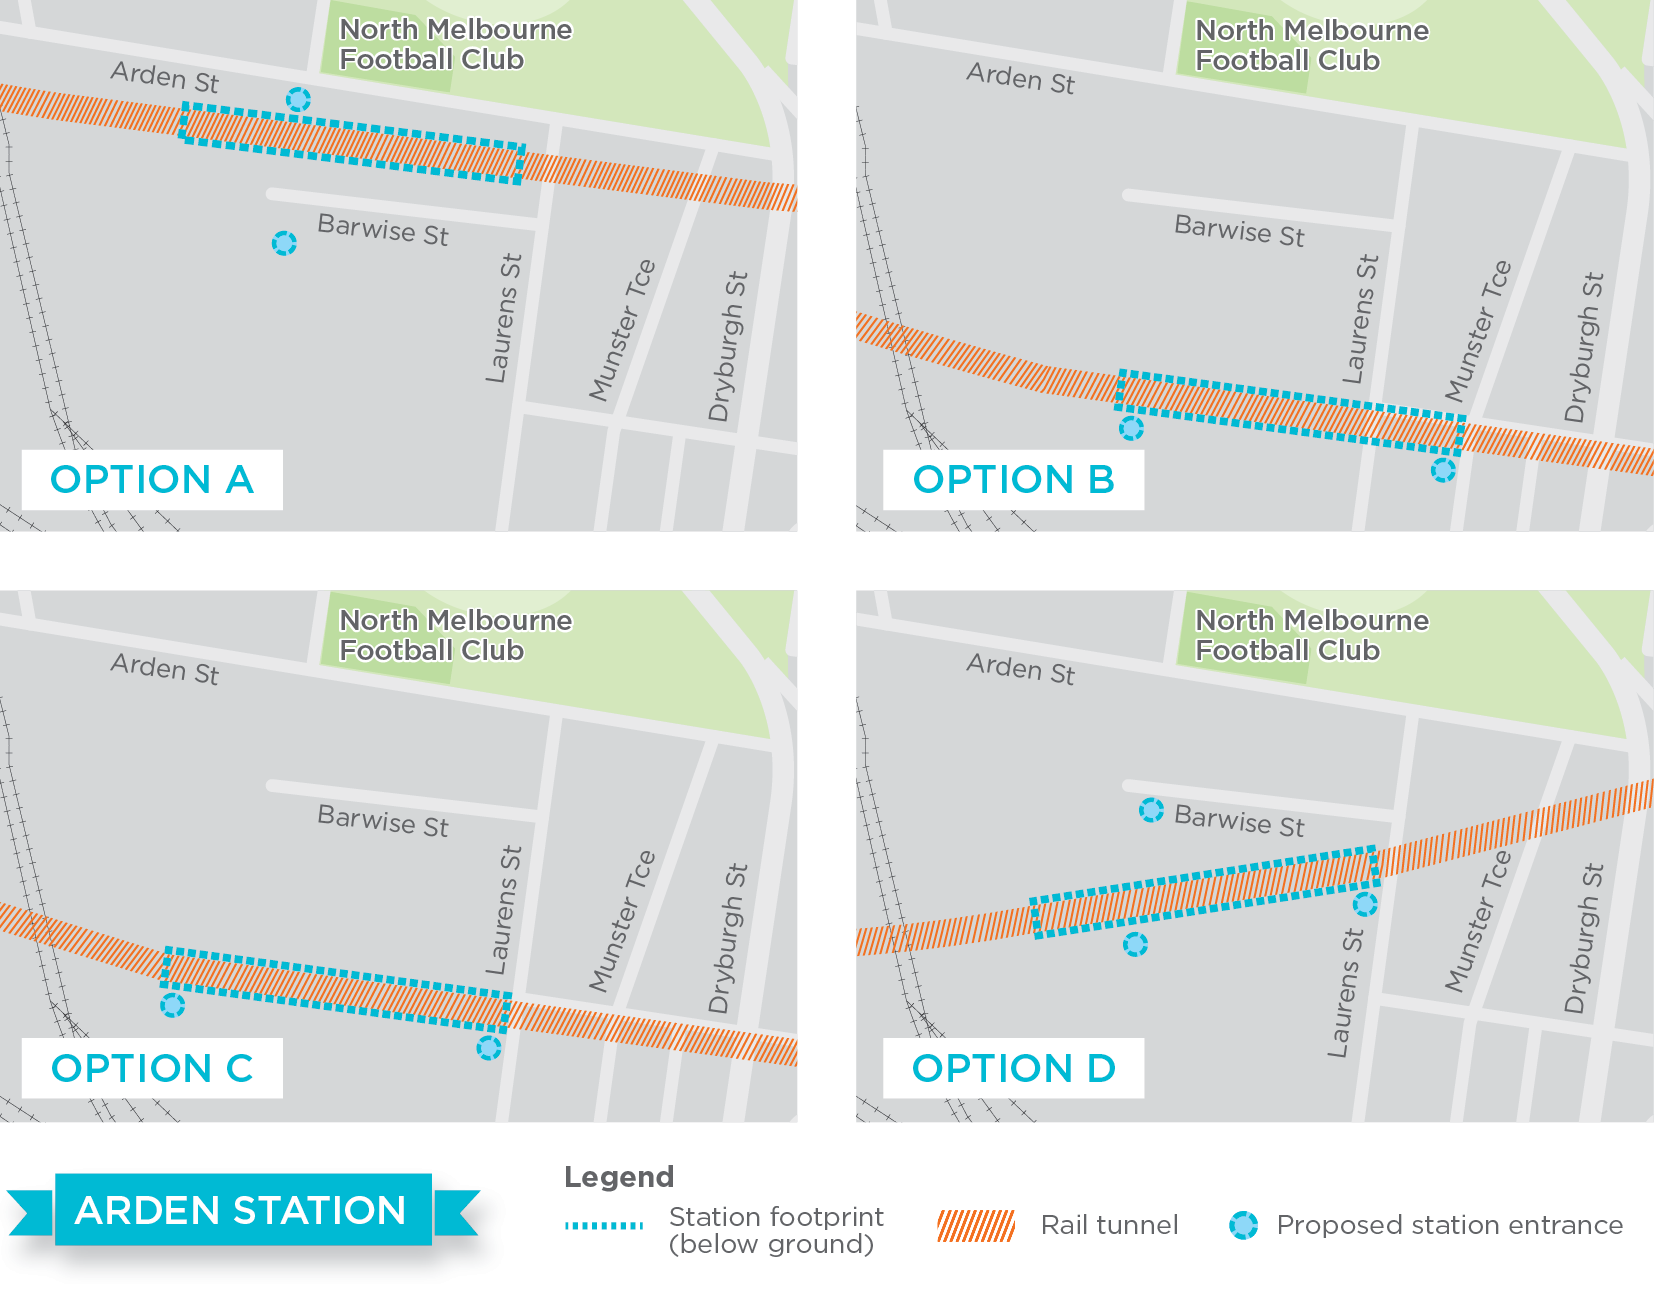 North Melbourne
Football Club
Arden St
Barwise St
Laurens St
Munster Tce
Dryburgh St
OPTION A
North Melbourne
Football Club
Arden St
Barwise St
Laurens St
Munster Tce
Dryburgh St
OPTION B
North Melbourne
Football Club
Arden St
Barwise St
Laurens St
Munster Tce
Dryburgh St
OPTION C
North Melbourne
Football Club
Arden St
Barwise St
Laurens St
Munster Tce
Dryburgh St
OPTION D
ARDEN STATION
Legend
Station footprint
(below ground)
Rail tunnel
Proposed station entrance